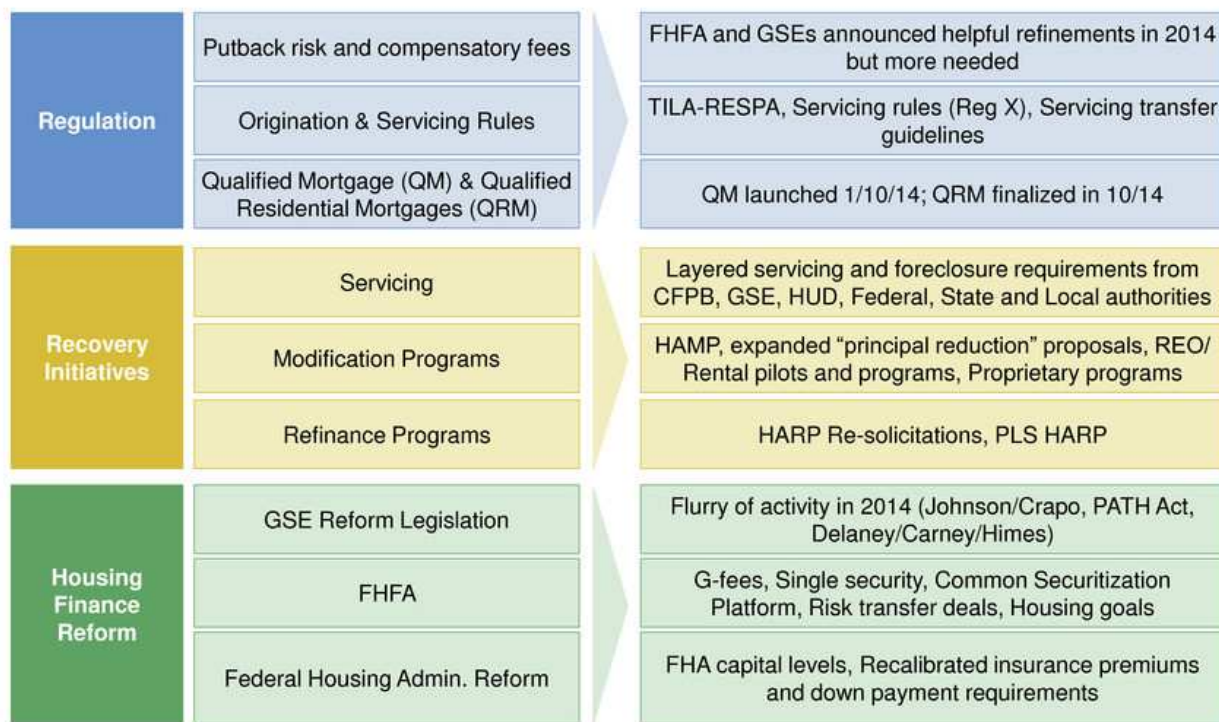 Regulation
Putback risk and compensatory fees
FHFA and GSEs announced helpful refinements in 2014
but more needed
Origination & Servicing Rules
TILA-RESPA, Servicing rules (Reg X), Servicing transfer
guidelines
Qualified Mortgage (QM) & Qualified
Residential Mortgages (QRM)
QM launched 1/10/14; QRM finalized in 10/14
Recovery
Initiatives
Servicing
Layered servicing and foreclosure requirements from
CFPB, GSE, HUD, Federal, State and Local authorities
Modification Programs
HAMP, expanded “principal reduction” proposals, REO/
Rental pilots and programs, Proprietary programs
Refinance Programs
HARP Re-solicitations, PLS HARP
Housing
Finance
Reform
GSE Reform Legislation
Flurry of activity in 2014 (Johnson/Crapo, PATH Act,
Delaney/Carney/Himes)
FHFA
G-fees, Single security, Common Securitization
Platform, Risk transfer deals, Housing goals
Federal Housing Admin. Reform
FHA capital levels, Recalibrated insurance premiums
and down payment requirements